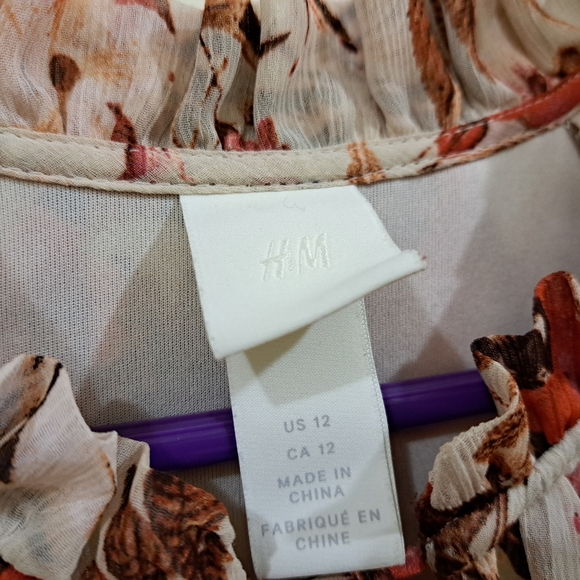 H&M
US 12
CA 12
MADE IN
CHINA
FABRIQUÉ EN
CHINE